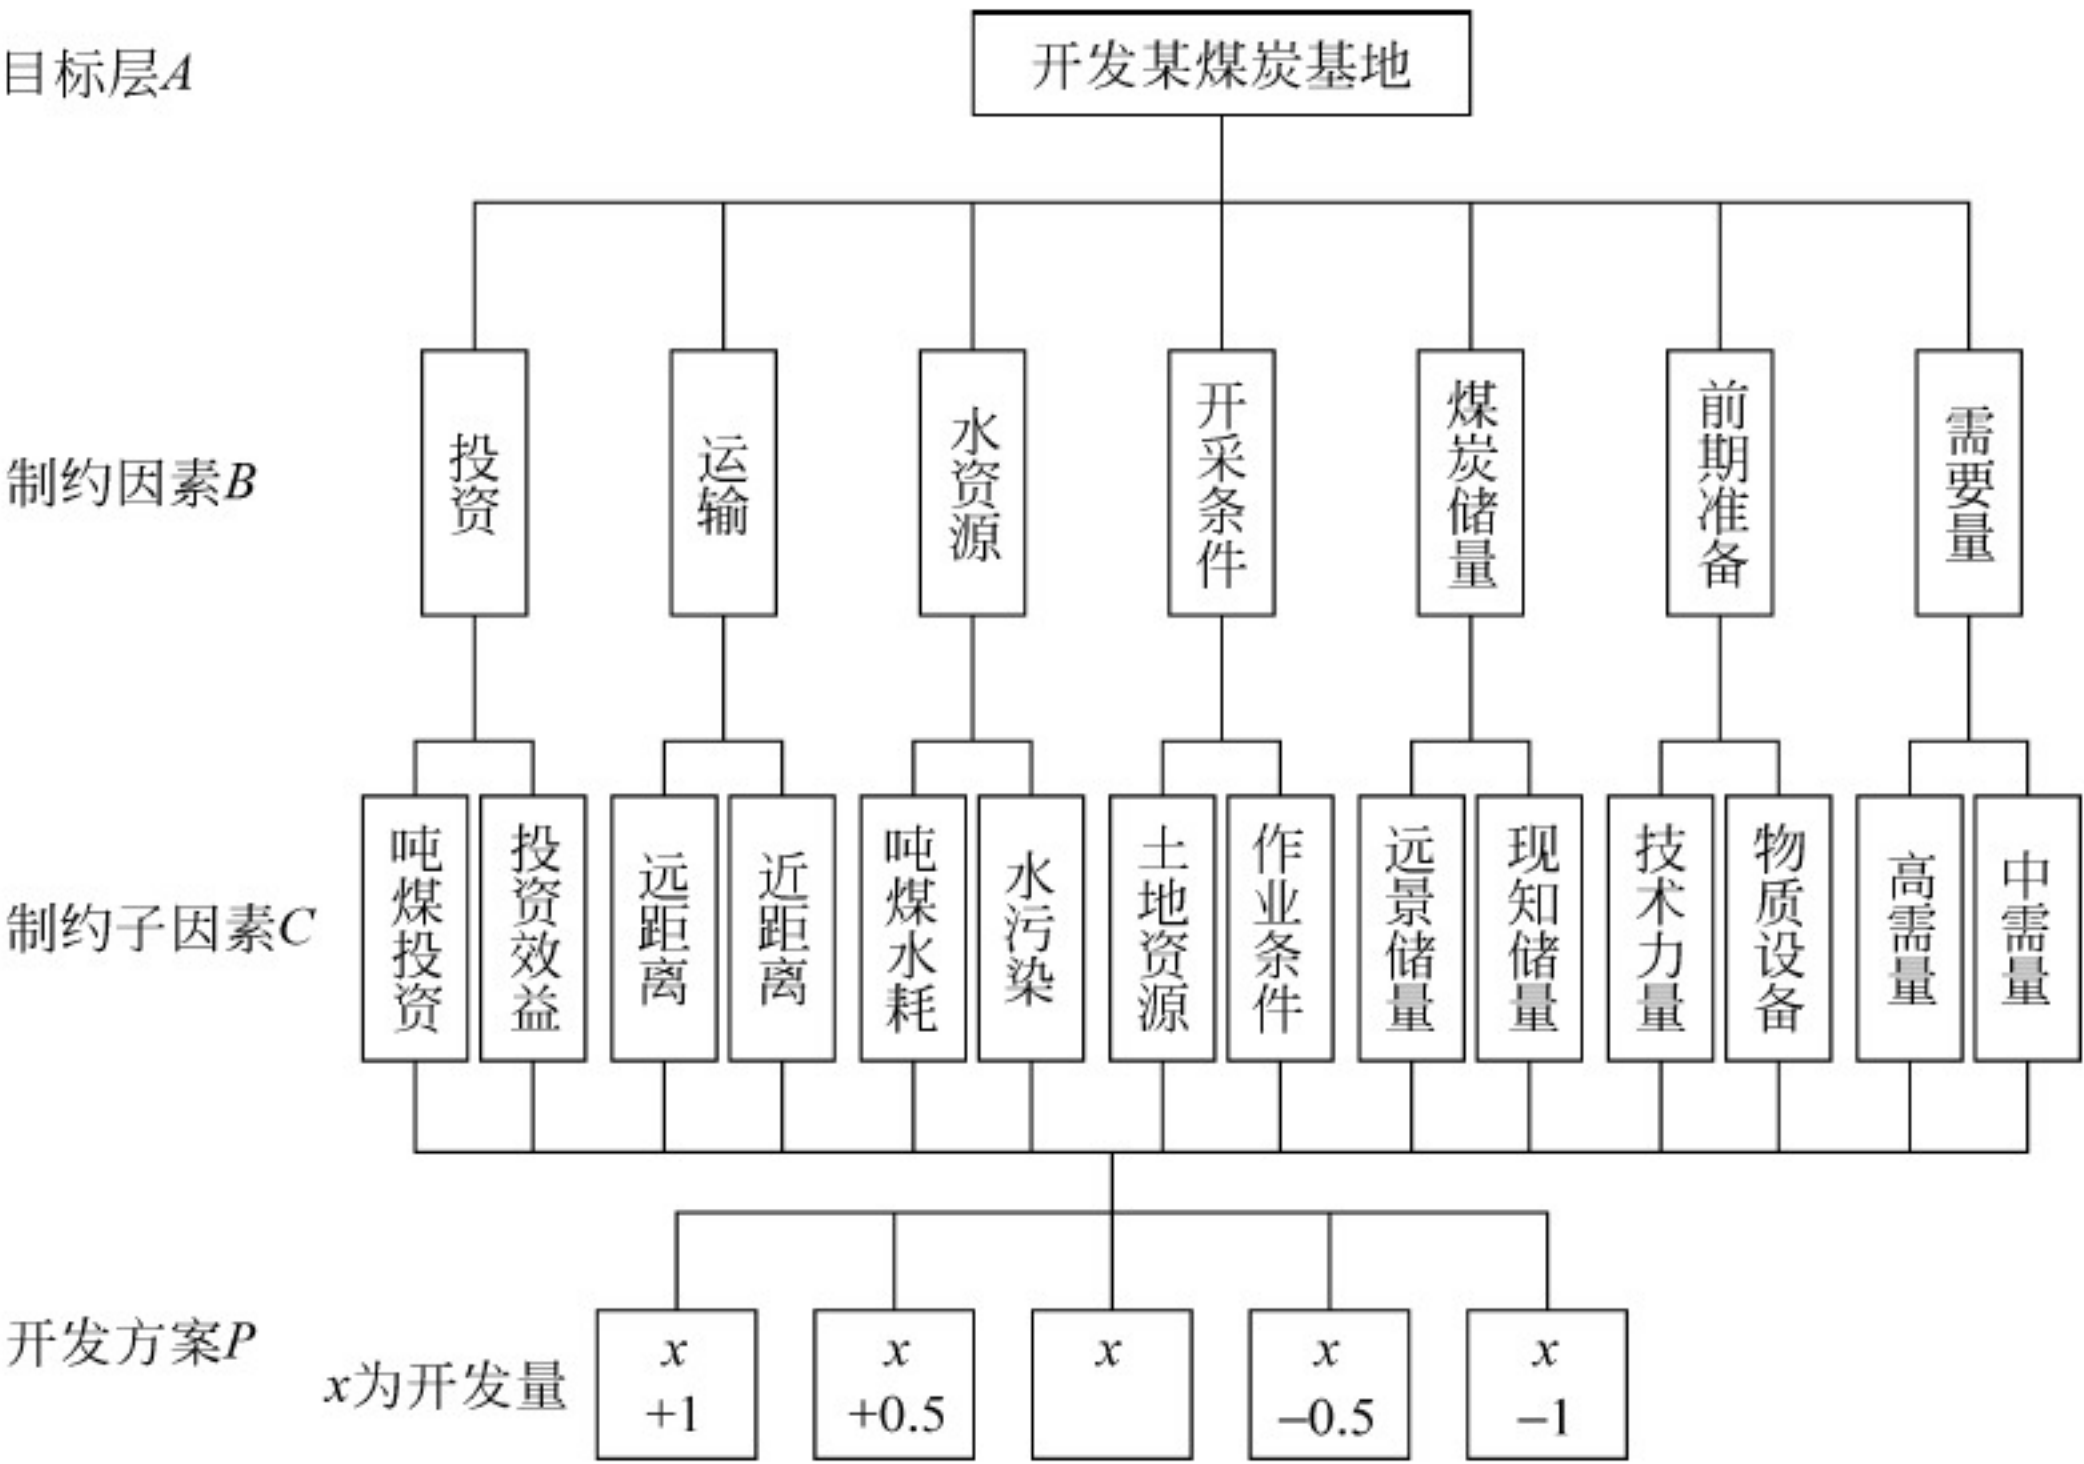 目标层A
开发某煤炭基地
制约因素B
投资
运输
水资源
开采条件
煤炭储量
前期准备
需要量
制约子因素C
吨煤投资
投资效益
远距离
近距离
吨煤水耗
水污染
土地资源
作业条件
远景储量
现知储量
技术力量
物质设备
高需量
中需量
开发方案P
x为开发量
x
+1
x
+0.5
x
x
−0.5
x
−1